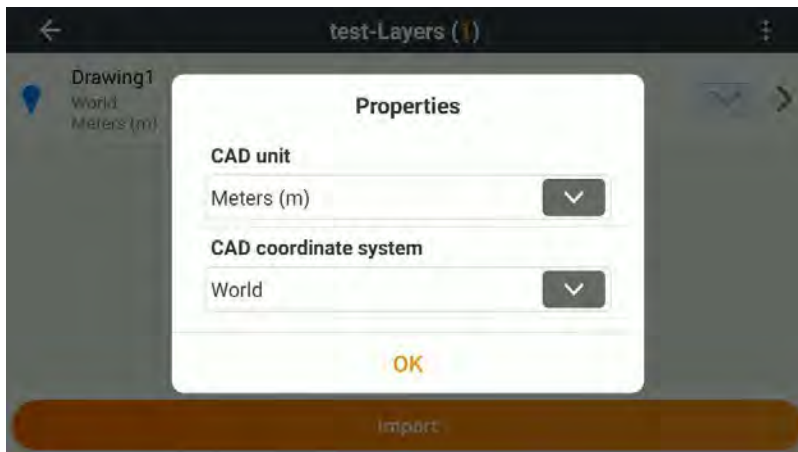 test-Layers (1)
Drawing1
World
Meters (m)
Properties
CAD unit
Meters (m)
CAD coordinate system
World
OK
Import